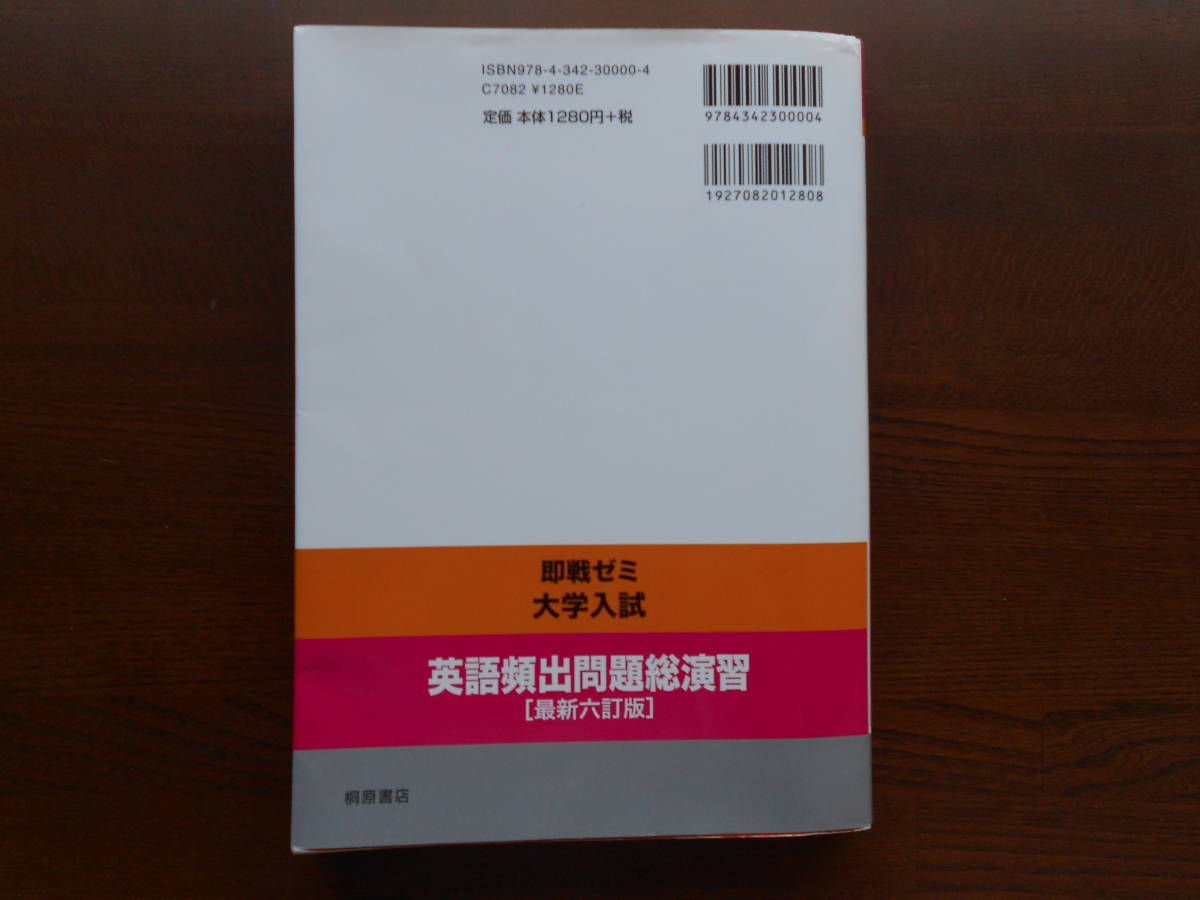 ISBN978-4-342-30000-4
C7082 ¥1280E
定価 本体1280円+税
9784342300004
1927082012808
即戦ゼミ
大学入試
英語頻出問題総演習
[最新六訂版]
桐原書店